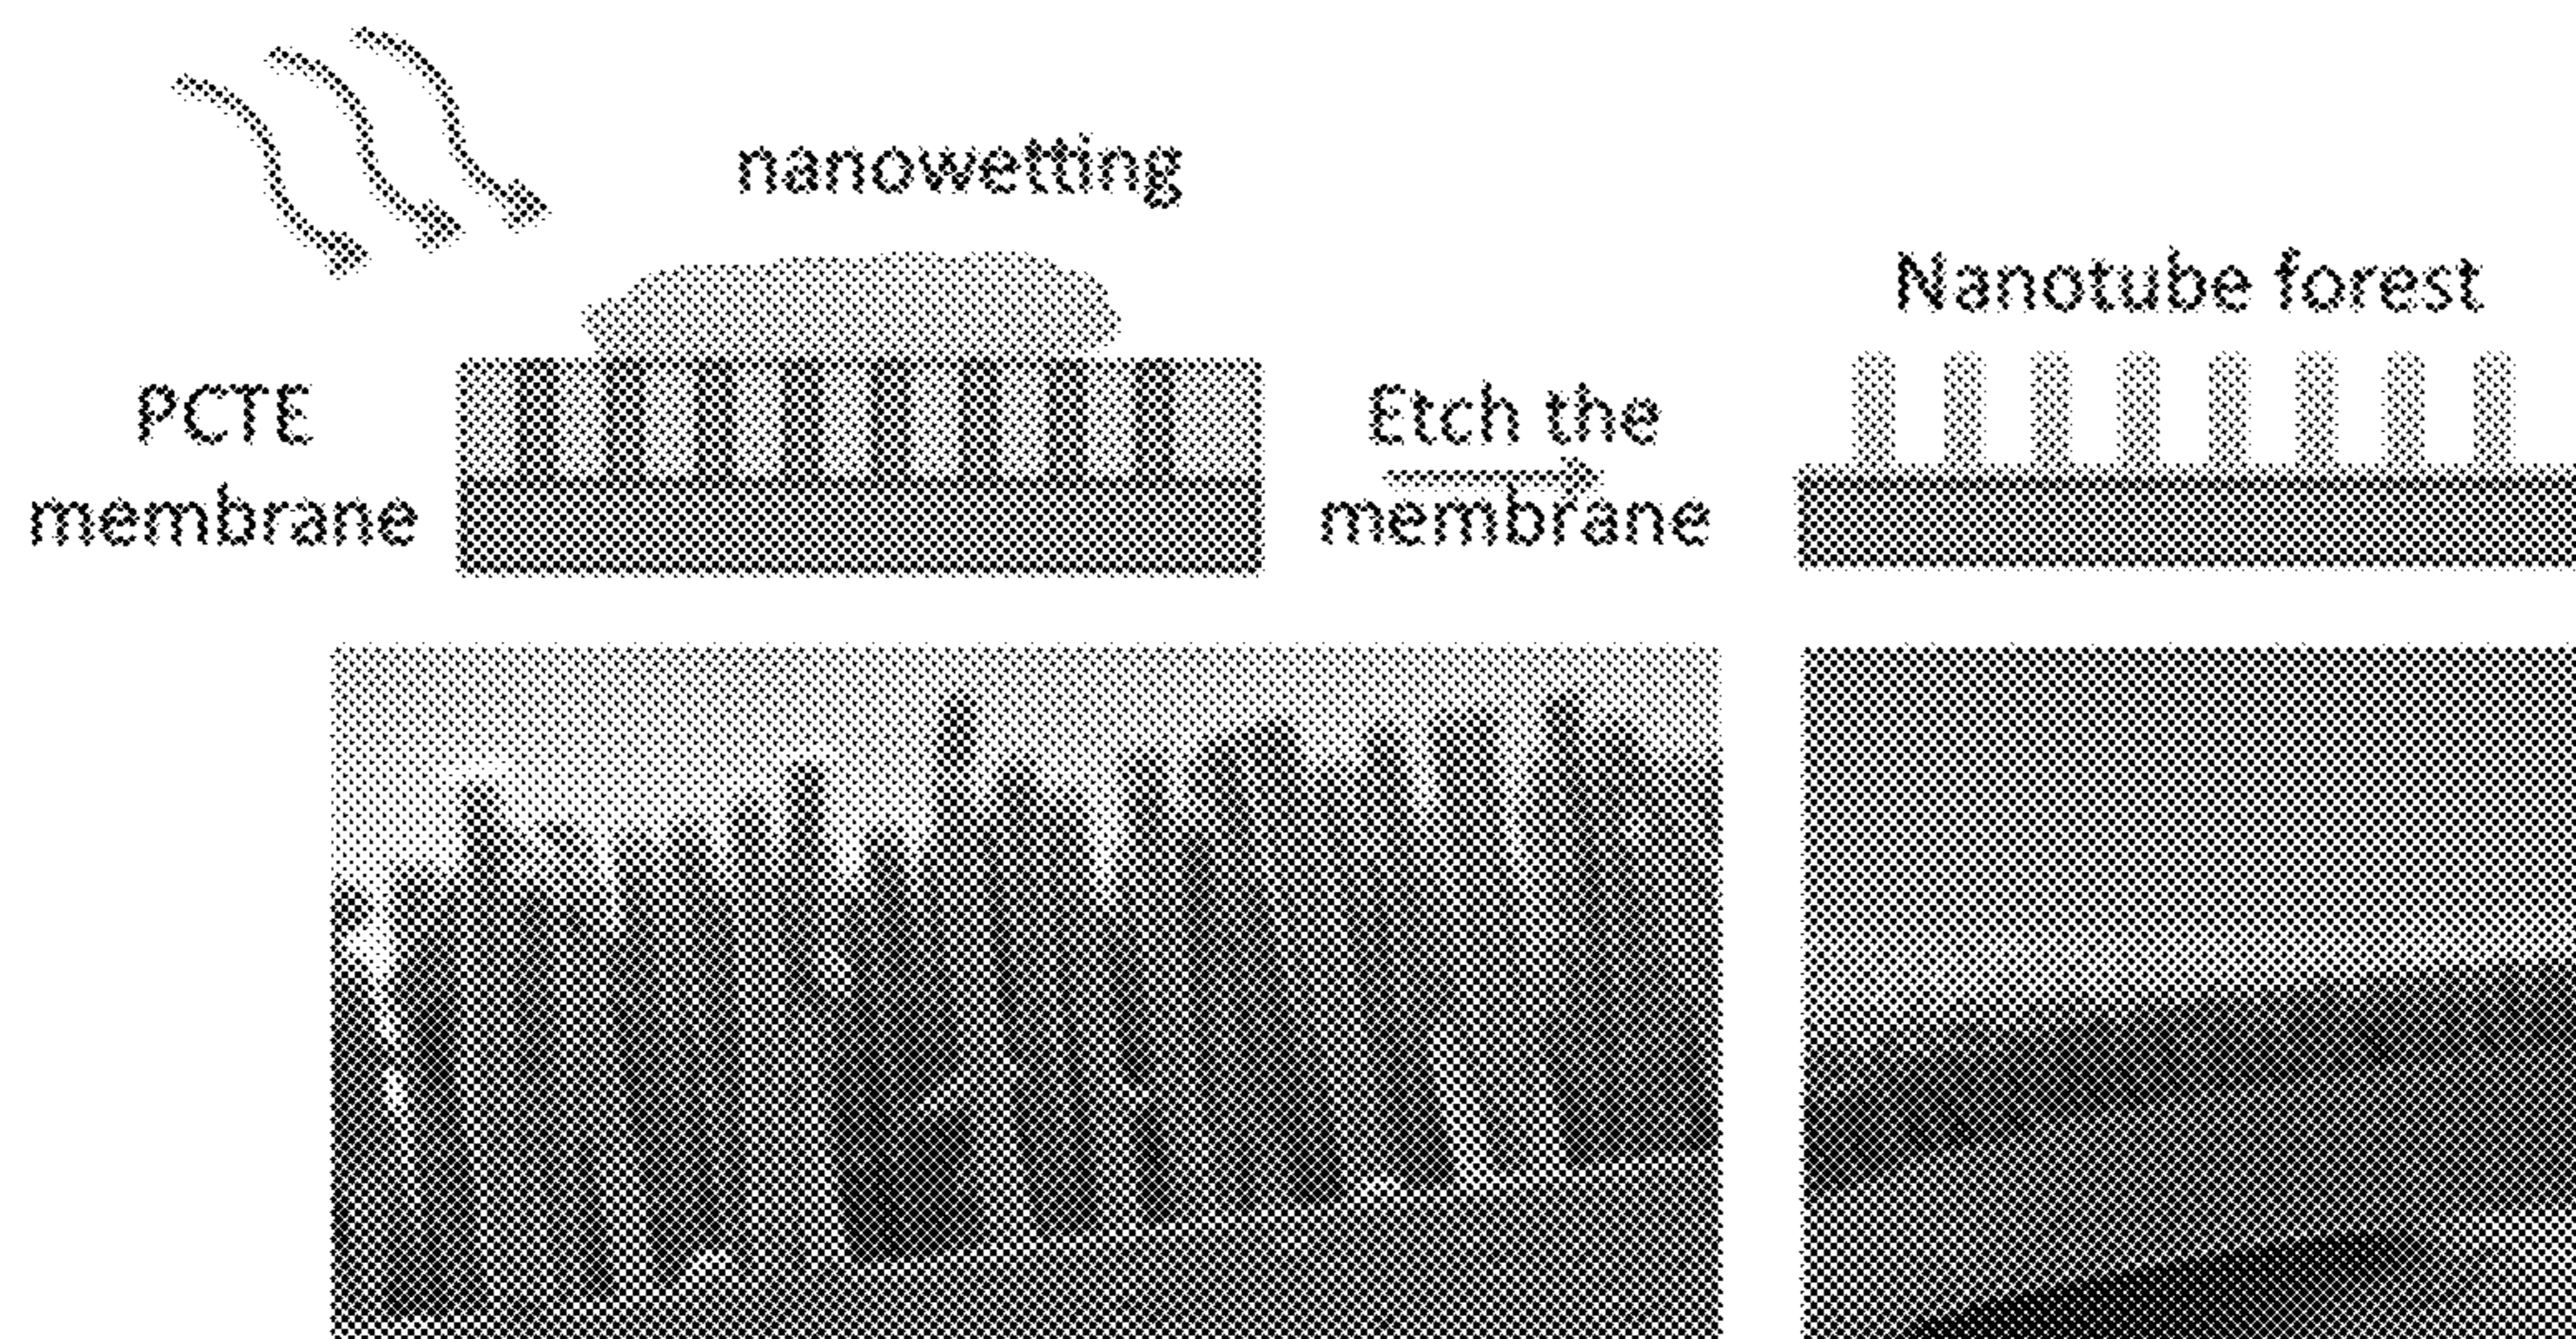 nanowetting
PCTE
membrane
Etch the
membrane
Nanotube forest